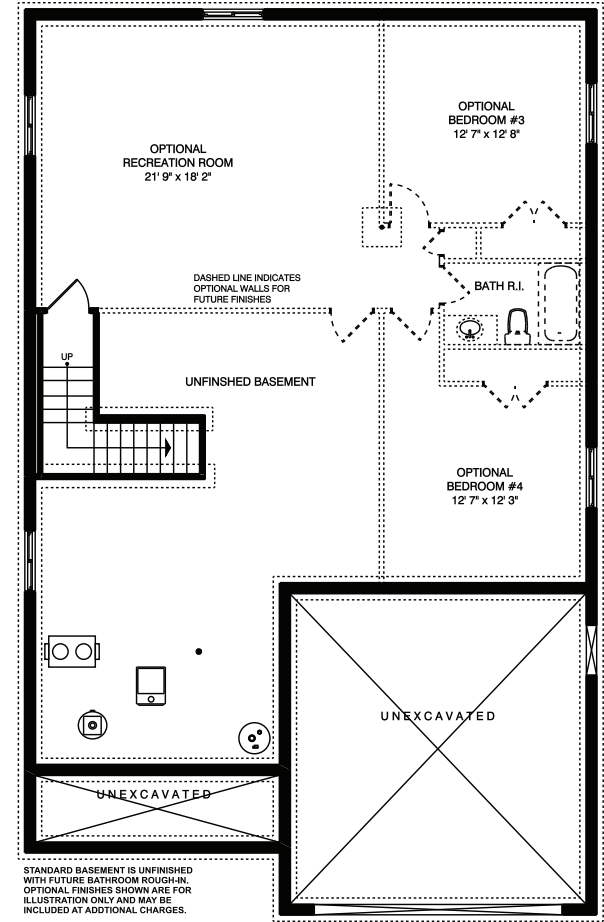 OPTIONAL
BEDROOM #3
12' 7" x 12' 8"
OPTIONAL
RECREATION ROOM
21' 9" x 18' 2"
DASHED LINE INDICATES
OPTIONAL WALLS FOR
FUTURE FINISHES
BATH R.I.
UP
UNFINSHED BASEMENT
OPTIONAL
BEDROOM #4
12' 7" x 12' 3"
UNEXCAVATED
UNEXCAVATED
STANDARD BASEMENT IS UNFINISHED
WITH FUTURE BATHROOM ROUGH-IN.
OPTIONAL FINISHES SHOWN ARE FOR
ILLUSTRATION ONLY AND MAY BE
INCLUDED AT ADDTIONAL CHARGES.